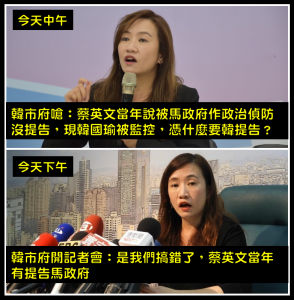 今天中午
韓市府嗆：蔡英文當年說被馬政府作政治偵防
沒提告，現韓國瑜被監控，憑什麼要韓提告？
今天下午
韓市府開記者會：是我們搞錯了，蔡英文當年
有提告馬政府